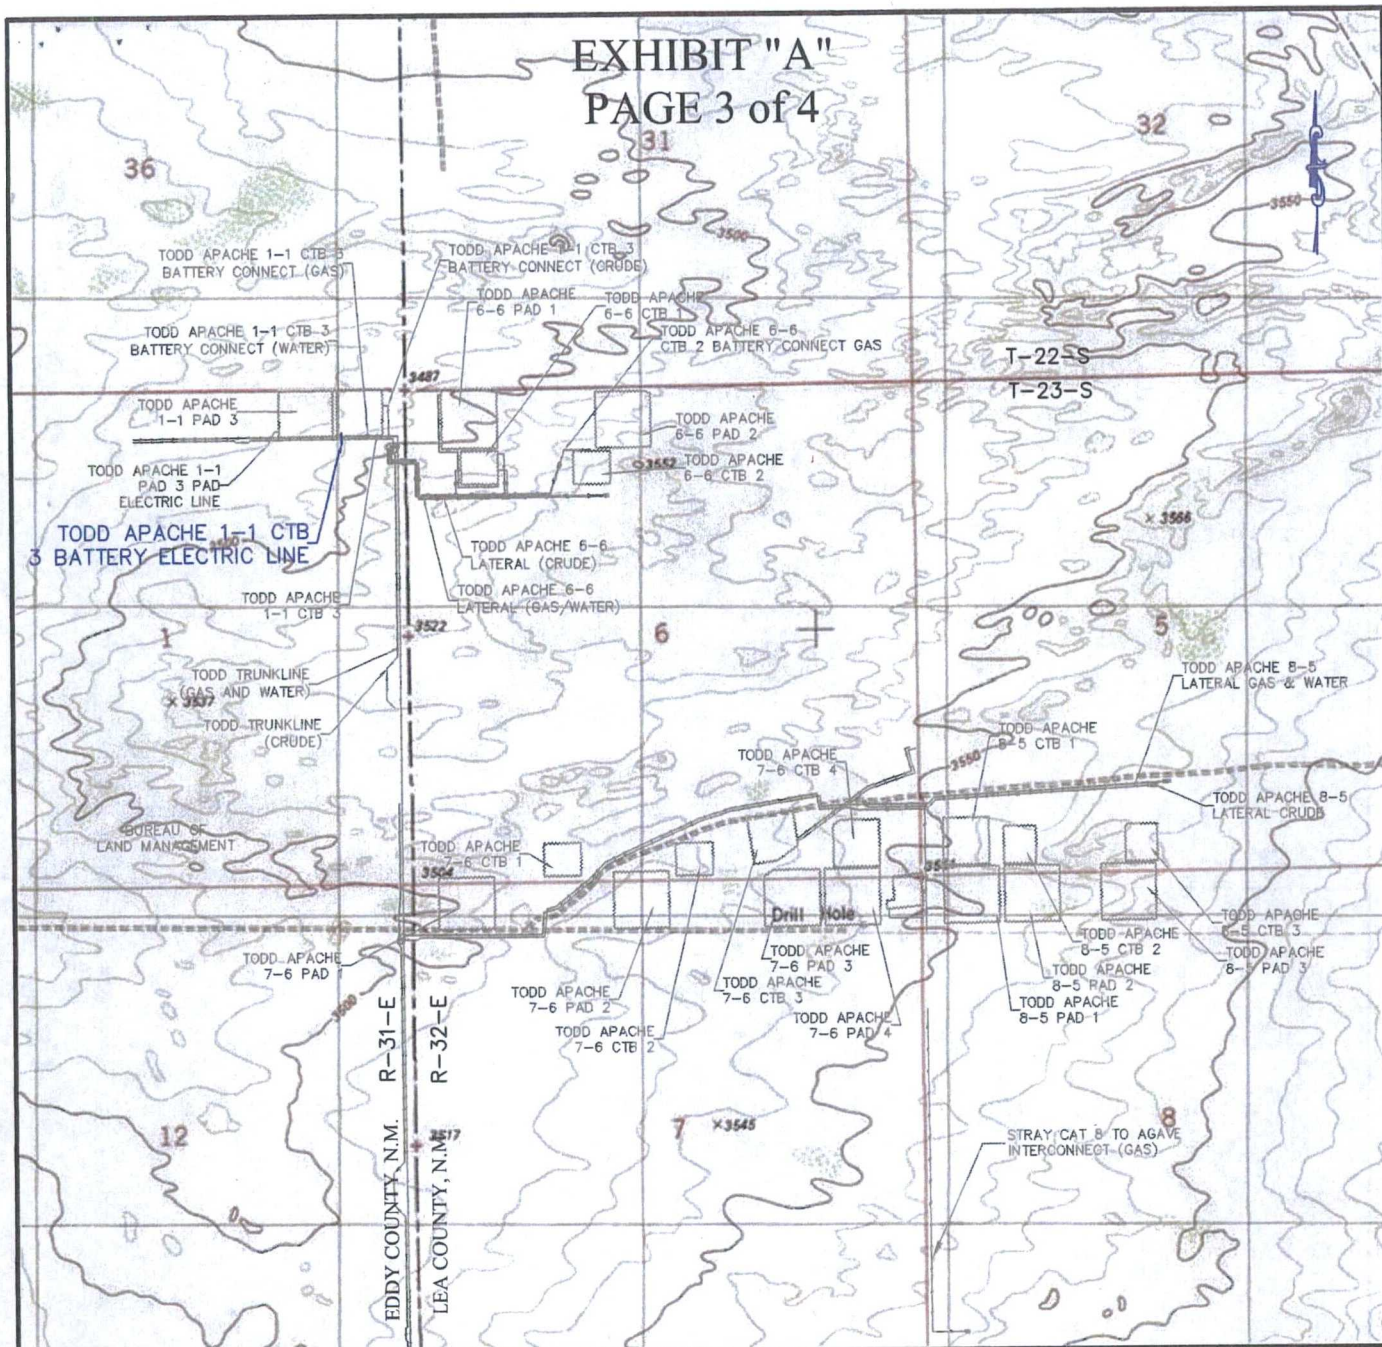 EXHIBIT "A"
PAGE 3 of 4
36
31
32
3550
3500
TODD APACHE 1-1 CTB 3
BATTERY CONNECT (GAS)
TODD APACHE 1-1 CTB 3
BATTERY CONNECT (CRUDE)
TODD APACHE
6-6 PAD 1
TODD APACHE
6-6 CTB 1
TODD APACHE 1-1 CTB 3
BATTERY CONNECT (WATER)
TODD APACHE 6-6
CTB 2 BATTERY CONNECT GAS
T-22-S
T-23-S
3487
TODD APACHE
1-1 PAD 3
TODD APACHE
6-6 PAD 2
TODD APACHE 1-1
PAD 3 PAD
ELECTRIC LINE
3552
TODD APACHE
6-6 CTB 2
TODD APACHE 1-1 CTB
3 BATTERY ELECTRIC LINE
3500
3566
TODD APACHE 6-6
LATERAL (CRUDE)
TODD APACHE 6-6
LATERAL (GAS/WATER)
TODD APACHE
1-1 CTB 3
3522
1
6
5
TODD TRUNKLINE
(GAS AND WATER)
3537
TODD TRUNKLINE
(CRUDE)
TODD APACHE 8-5
LATERAL GAS & WATER
TODD APACHE
8-5 CTB 1
TODD APACHE
7-6 CTB 4
3550
TODD APACHE 8-5
LATERAL CRUDE
BUREAU OF
LAND MANAGEMENT
TODD APACHE
7-6 CTB 1
3504
3551
Drill Hole
TODD APACHE
7-6 PAD 1
TODD APACHE
7-6 PAD 2
TODD APACHE
7-6 CTB 2
TODD APACHE
7-6 PAD 3
TODD APACHE
7-6 CTB 3
TODD APACHE
7-6 PAD 4
TODD APACHE
8-5 CTB 2
TODD APACHE
8-5 PAD 2
TODD APACHE
8-5 PAD 1
TODD APACHE
8-5 CTB 3
TODD APACHE
8-5 PAD 3
3500
R-31-E
R-32-E
EDDY COUNTY, N.M.
LEA COUNTY, N.M.
12
3517
7
3545
8
STRAY CAT 8 TO AGAVE
INTERCONNECT (GAS)